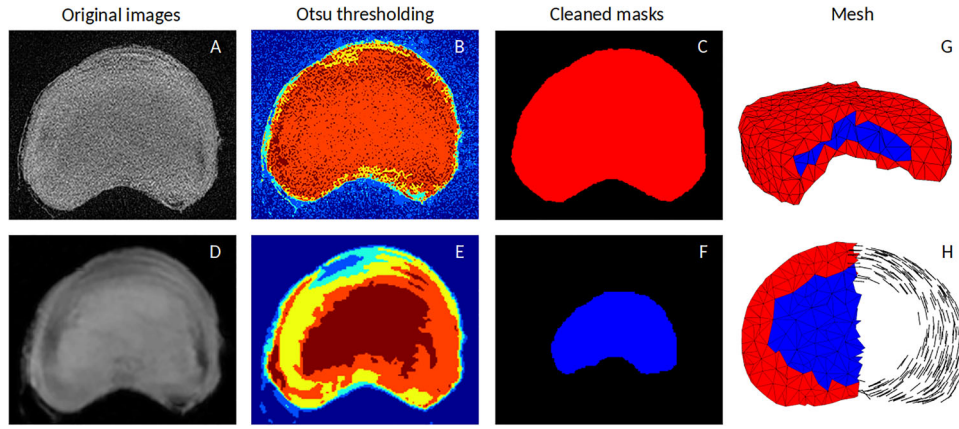 Original images Otsu thresholding Cleaned masks Mesh
A B C G
D E F H